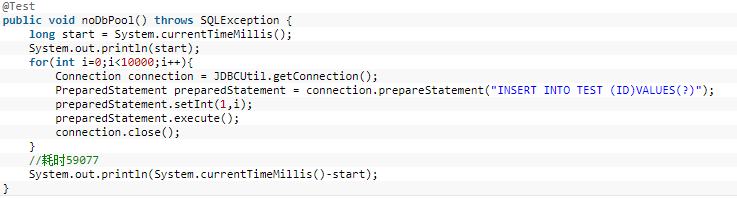 @Test
public void noDbPool() throws SQLException {
    long start = System.currentTimeMillis();
    System.out.println(start);
    for(int i=0;i<10000;i++){
        Connection connection = JDBCUtil.getConnection();
        PreparedStatement preparedStatement = connection.prepareStatement("INSERT INTO TEST (ID)VALUES(?)");
        preparedStatement.setInt(1,i);
        preparedStatement.execute();
        connection.close();
    }
    //耗时59077
    System.out.println(System.currentTimeMillis()-start);
}